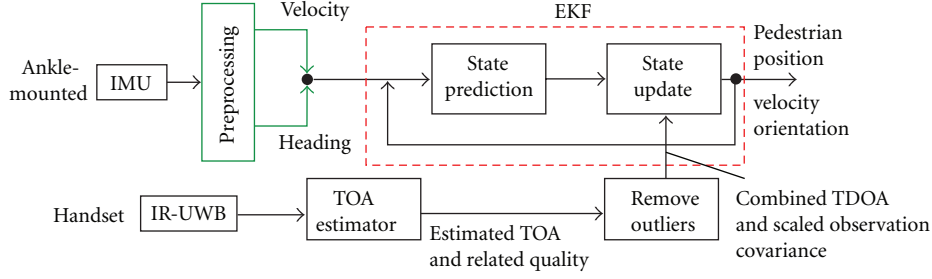 Velocity
EKF
Pedestrian
position
Ankle-
mounted
IMU
Preprocessing
State
prediction
State
update
velocity
orientation
Heading
Handset
IR-UWB
TOA
estimator
Estimated TOA
and related quality
Remove
outliers
Combined TDOA
and scaled observation
covariance